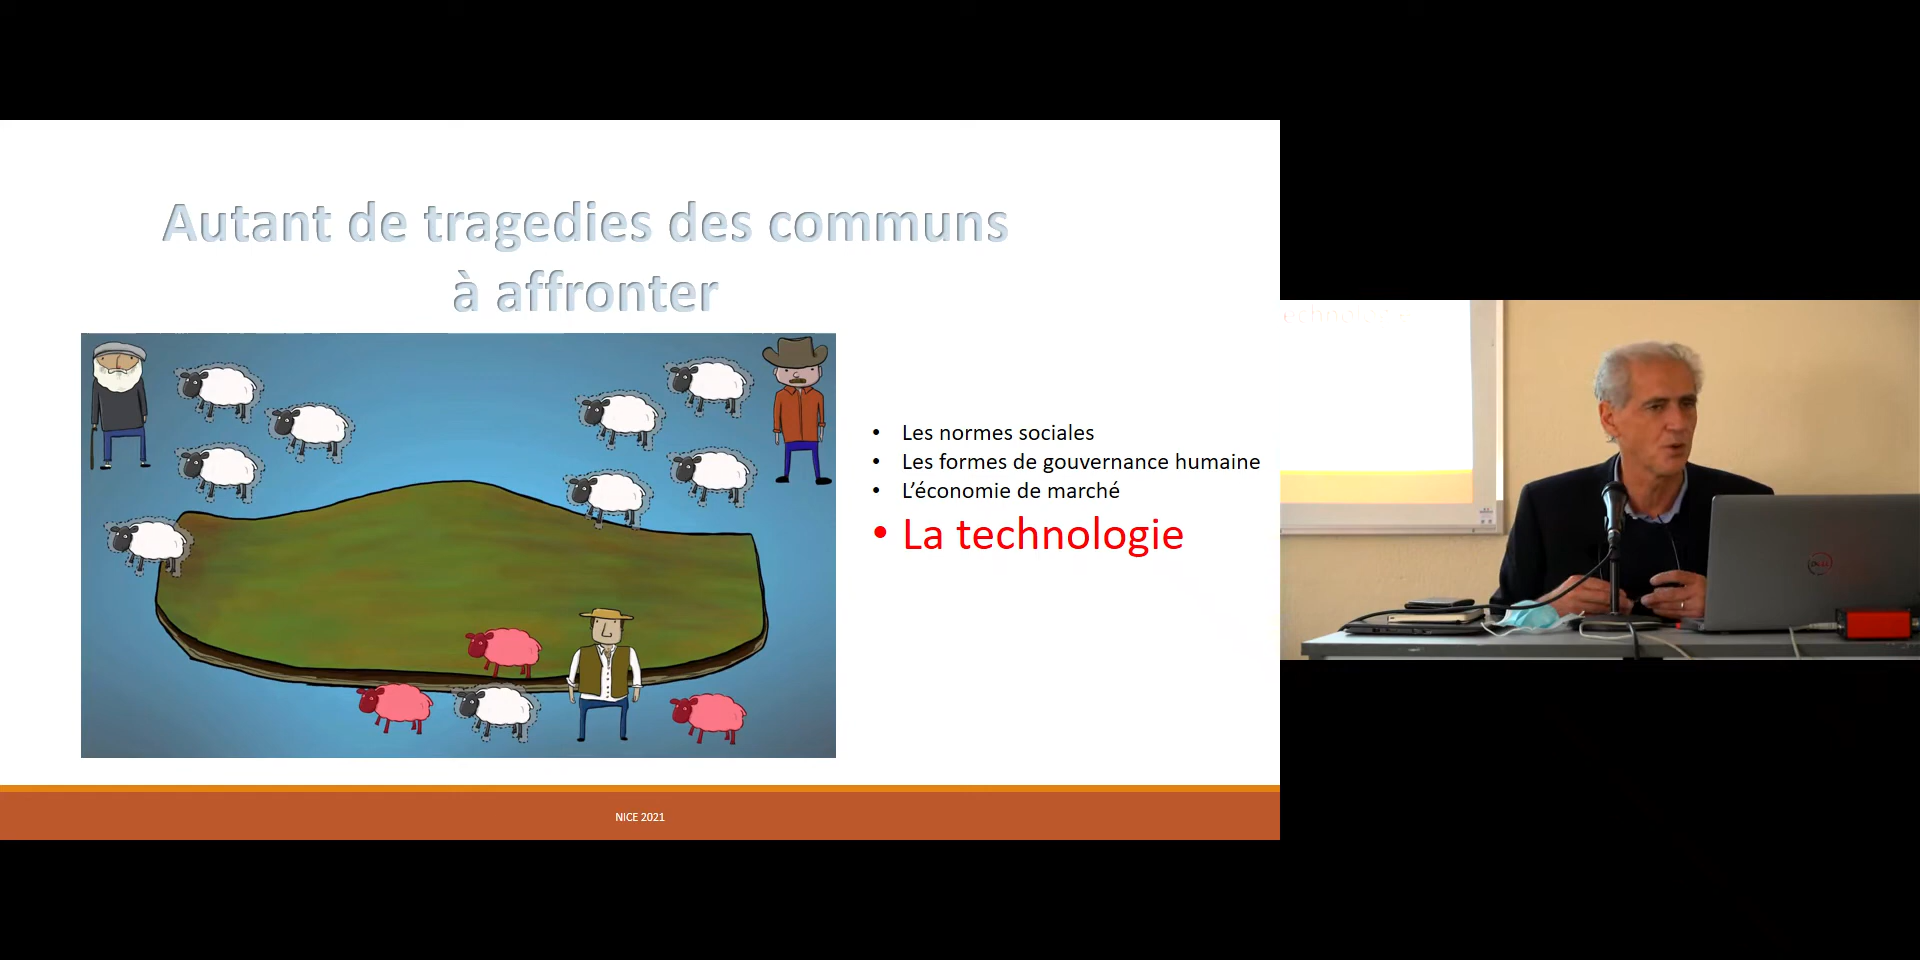 Autant de tragedies des communs
à affronter
• Les normes sociales
• Les formes de gouvernance humaine
• L'économie de marché
• La technologie
NICE 2021